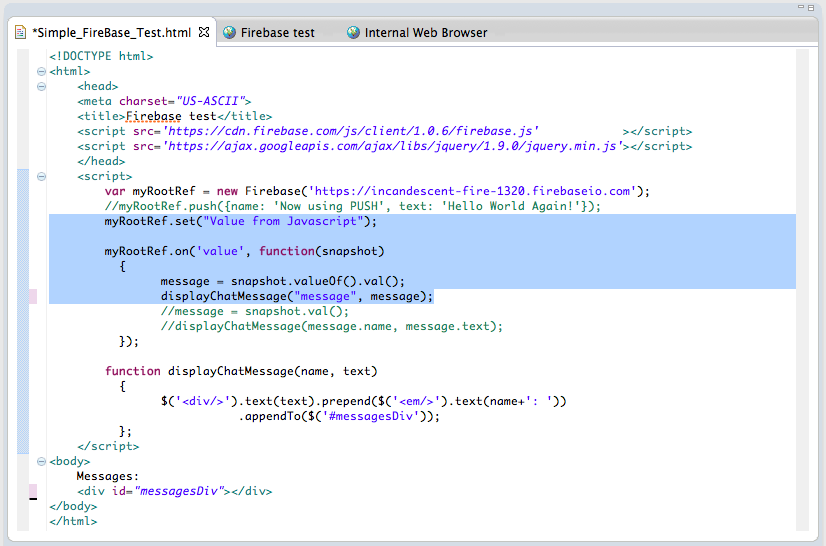 *Simple_FireBase_Test.html Firebase test Internal Web Browser
<!DOCTYPE html>
<html>
<head>
<meta charset="US-ASCII">
<title>Firebase test</title>
<script src='https://cdn.firebase.com/js/client/1.0.6/firebase.js' ></script>
<script src='https://ajax.googleapis.com/ajax/libs/jquery/1.9.0/jquery.min.js'></script>
</head>
<script>
var myRootRef = new Firebase('https://incandescent-fire-1320.firebaseio.com');
//myRootRef.push({name: 'Now using PUSH', text: 'Hello World Again!'});
myRootRef.set("Value from Javascript");
myRootRef.on('value', function(snapshot)
{
message = snapshot.valueOf().val();
displayChatMessage("message", message);
//message = snapshot.val();
//displayChatMessage(message.name, message.text);
});
function displayChatMessage(name, text)
{
$('<div/>').text(text).prepend($('<em/>').text(name+': '))
.appendTo($('#messagesDiv'));
};
</script>
<body>
Messages:
<div id="messagesDiv"></div>
</body>
</html>